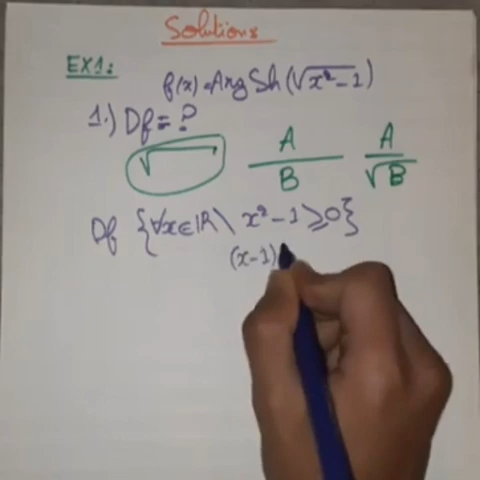 Solutions
EX1:
f(x)=ArgSh(√x²-1)
1.) Df=?
√
A/B
A/√B
Df {∀x∈ℝ\ x²-1⩾0}
(x-1)